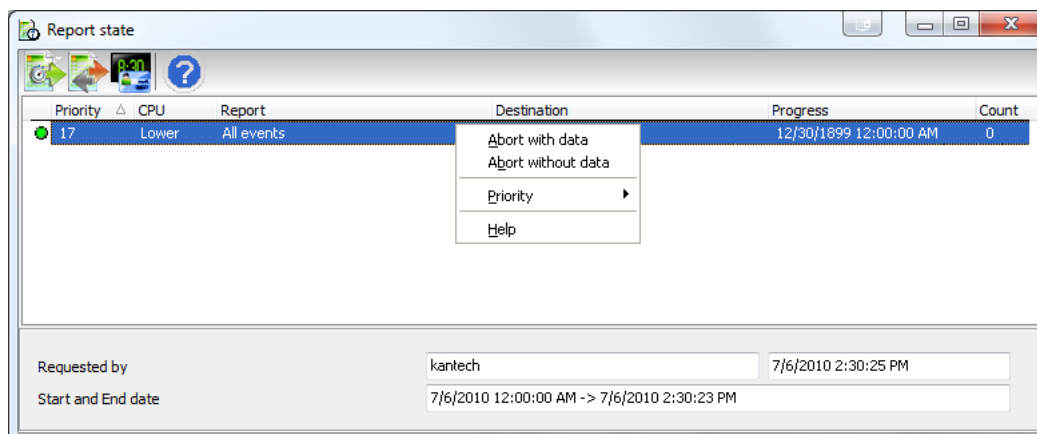 Report state
8:30
Priority CPU Report Destination Progress Count
17 Lower All events 12/30/1899 12:00:00 AM 0
Abort with data
Abort without data
Priority
Help
Requested by kantech 7/6/2010 2:30:25 PM
Start and End date 7/6/2010 12:00:00 AM -> 7/6/2010 2:30:23 PM